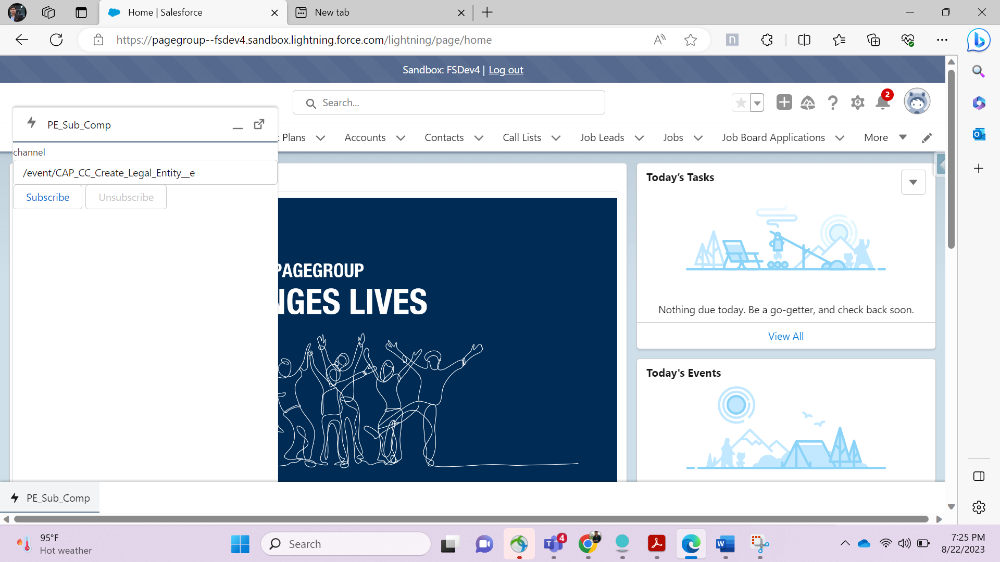 Home | Salesforce
New tab
https://pagegroup--fsdev4.sandbox.lightning.force.com/lightning/page/home
Sandbox: FSDev4 | Log out
Search...
2
PE_Sub_Comp
t Plans
Accounts
Contacts
Call Lists
Job Leads
Jobs
Job Board Applications
More
channel
/event/CAP_CC_Create_Legal_Entity__e
Subscribe
Unsubscribe
PAGEGROUP
NGES LIVES
Today’s Tasks
Nothing due today. Be a go-getter, and check back soon.
View All
Today's Events
PE_Sub_Comp
95°F
Hot weather
Search
4
7:25 PM
8/22/2023